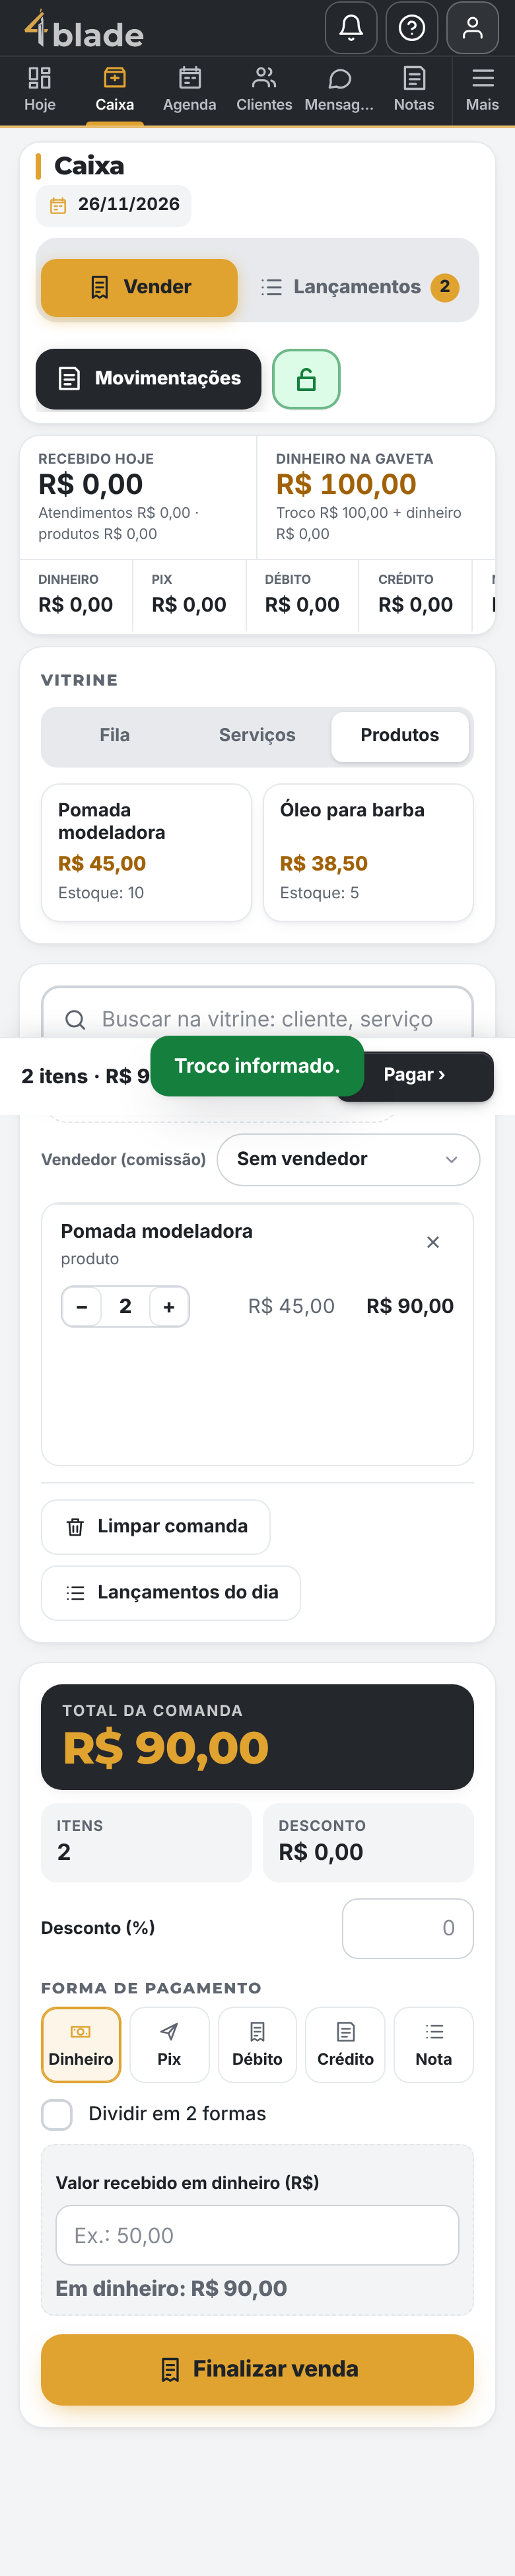 4blade
Hoje
Caixa
Agenda
Clientes
Mensag...
Notas
Mais
Caixa
26/11/2026
Vender
Lançamentos 2
Movimentações
RECEBIDO HOJE
R$ 0,00
Atendimentos R$ 0,00 ·
produtos R$ 0,00
DINHEIRO NA GAVETA
R$ 100,00
Troco R$ 100,00 + dinheiro
R$ 0,00
DINHEIRO
R$ 0,00
PIX
R$ 0,00
DÉBITO
R$ 0,00
CRÉDITO
R$ 0,00
VITRINE
Fila
Serviços
Produtos
Pomada
modeladora
R$ 45,00
Estoque: 10
Óleo para barba
R$ 38,50
Estoque: 5
Buscar na vitrine: cliente, serviço
2 itens · R$ 9
Troco informado.
Pagar ›
Vendedor (comissão)
Sem vendedor
Pomada modeladora
×
produto
− 2 +
R$ 45,00
R$ 90,00
Limpar comanda
Lançamentos do dia
TOTAL DA COMANDA
R$ 90,00
ITENS
2
DESCONTO
R$ 0,00
Desconto (%)
0
FORMA DE PAGAMENTO
Dinheiro
Pix
Débito
Crédito
Nota
Dividir em 2 formas
Valor recebido em dinheiro (R$)
Ex.: 50,00
Em dinheiro: R$ 90,00
Finalizar venda